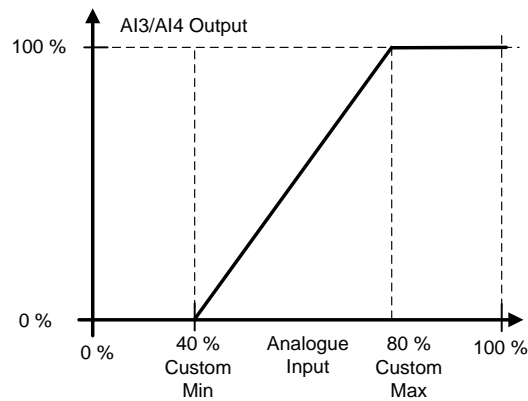 AI3/AI4 Output
100 %
0 %
0 %
40 %
Custom
Min
Analogue
Input
80 %
Custom
Max
100 %